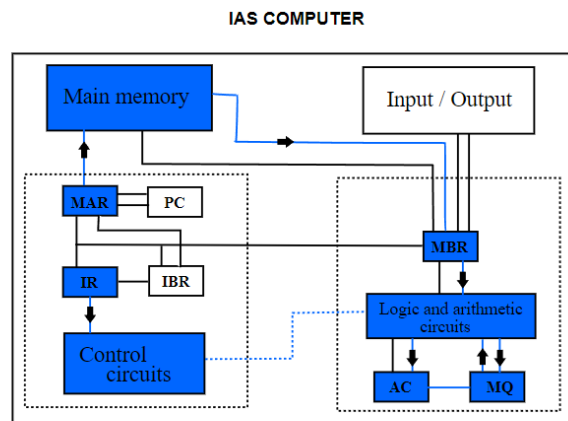 IAS COMPUTER
Main memory
Input / Output
MAR
PC
MBR
IR
IBR
Logic and arithmetic
circuits
Control
circuits
AC
MQ